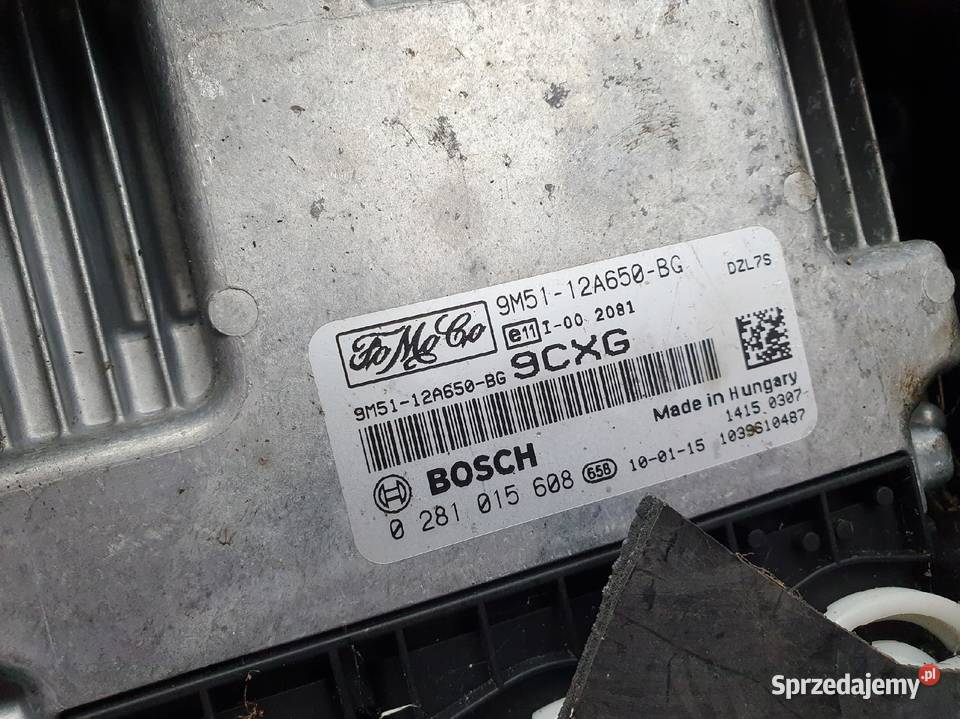 FoMoCo
9M51-12A650-BG
DZL7S
e11 I-00 2081
9M51-12A650-BG 9CXG
Made in Hungary
1415 0307
BOSCH
0 281 015 608 658 10-01-15 1039610487
Sprzedajemy.pl